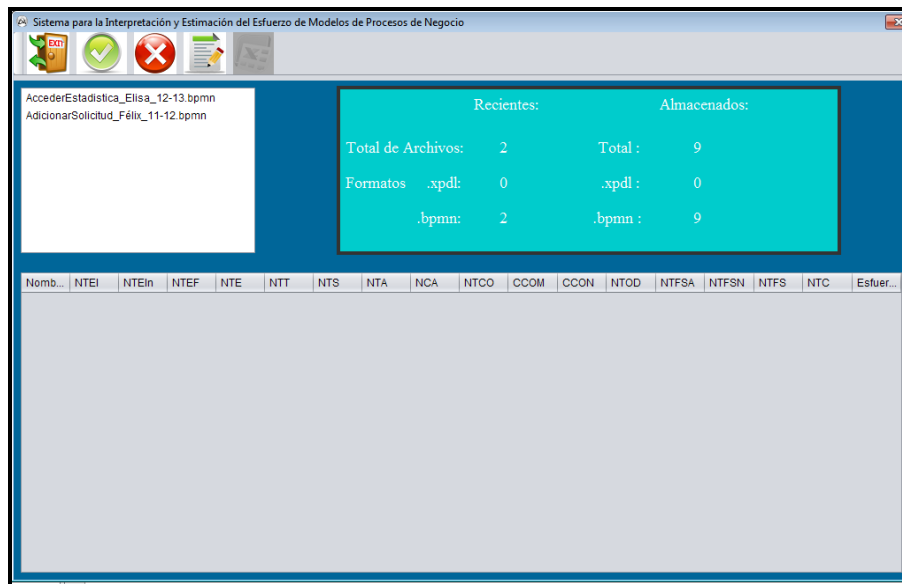 Sistema para la Interpretación y Estimación del Esfuerzo de Modelos de Procesos de Negocio
EXIT
AccederEstadistica_Elisa_12-13.bpmn
AdicionarSolicitud_Félix_11-12.bpmn
Recientes: Almacenados:
Total de Archivos: 2 Total : 9
Formatos .xpdl: 0 .xpdl : 0
.bpmn: 2 .bpmn : 9
Nomb... NTEI NTEIn NTEF NTE NTT NTS NTA NCA NTCO CCOM CCON NTOD NTFSA NTFSN NTFS NTC Esfuer...